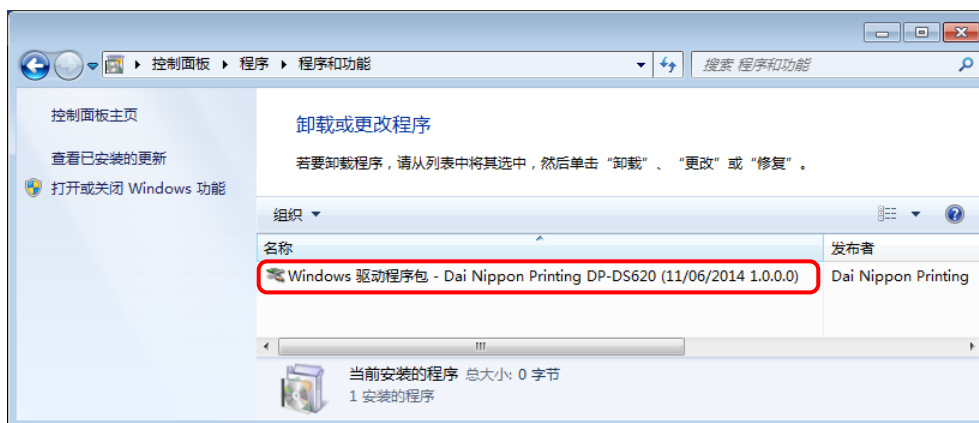 控制面板 程序 程序和功能
搜索 程序和功能
控制面板主页
查看已安装的更新
打开或关闭 Windows 功能
卸载或更改程序
若要卸载程序，请从列表中将其选中，然后单击“卸载”、“更改”或“修复”。
组织
名称 发布者
Windows 驱动程序包 - Dai Nippon Printing DP-DS620 (11/06/2014 1.0.0.0) Dai Nippon Printing
当前安装的程序 总大小: 0 字节
1 安装的程序